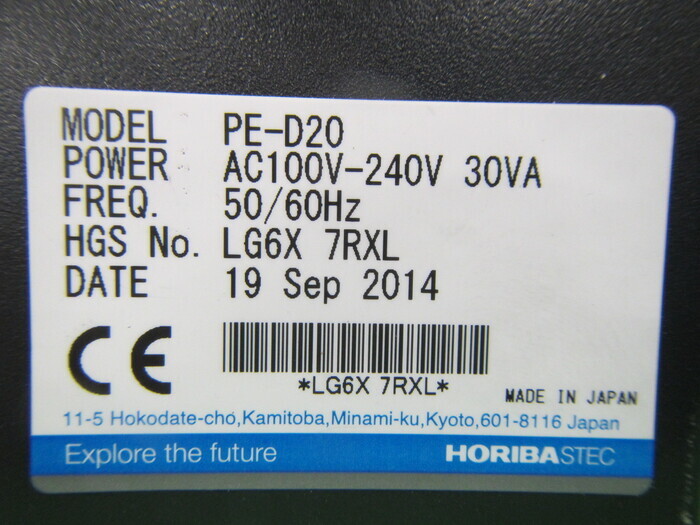 MODEL PE-D20
POWER AC100V-240V 30VA
FREQ. 50/60Hz
HGS No. LG6X 7RXL
DATE 19 Sep 2014
CE
*LG6X 7RXL*
MADE IN JAPAN
11-5 Hokodate-cho,Kamitoba,Minami-ku,Kyoto,601-8116 Japan
Explore the future HORIBASTEC